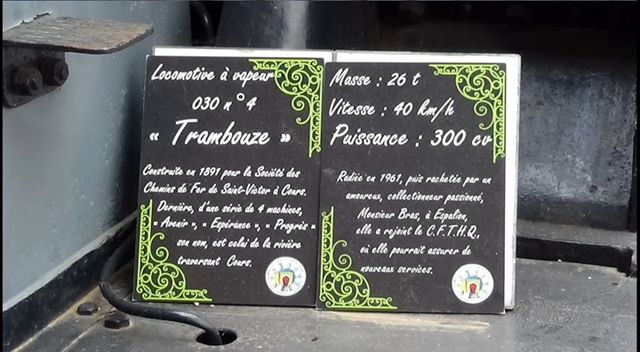 Locomotive à vapeur
030 n° 4
« Trambouze »
Construite en 1891 pour la Société des
Chemins de Fer de Saint-Victor à Cours.
Dernière, d'une série de 4 machines,
« Avenir », « Espérance », « Progrès »
son nom, est celui de la rivière
traversant Cours.
Masse : 26 t
Vitesse : 40 km/h
Puissance : 300 cv
Radiée en 1961, puis rachetée par un
amoureux, collectionneur passionné,
Monsieur Bras, à Espalion,
elle a rejoint le C.F.T.H.Q.,
où elle pourrait assurer de
nouveaux services.